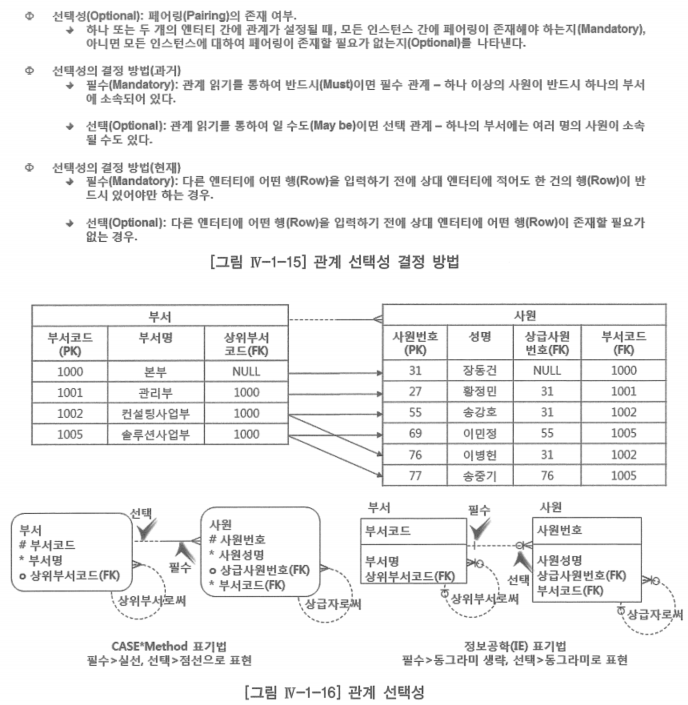 Φ 선택성(Optional): 페어링(Pairing)의 존재 여부.
→ 하나 또는 두 개의 엔터티 간에 관계가 설정될 때, 모든 인스턴스 간에 페어링이 존재해야 하는지(Mandatory),
아니면 모든 인스턴스에 대하여 페어링이 존재할 필요가 없는지(Optional)를 나타낸다.
Φ 선택성의 결정 방법(과거)
→ 필수(Mandatory): 관계 읽기를 통하여 반드시(Must)이면 필수 관계 – 하나 이상의 사원이 반드시 하나의 부서
에 소속되어 있다.
→ 선택(Optional): 관계 읽기를 통하여 일 수도(May be)이면 선택 관계 – 하나의 부서에는 여러 명의 사원이 소속
될 수도 있다.
Φ 선택성의 결정 방법(현재)
→ 필수(Mandatory): 다른 엔터티에 어떤 행(Row)을 입력하기 전에 상대 엔터티에 적어도 한 건의 행(Row)이 반
드시 있어야만 하는 경우.
→ 선택(Optional): 다른 엔터티에 어떤 행(Row)을 입력하기 전에 상대 엔터티에 어떤 행(Row)이 존재할 필요가
없는 경우.
[그림 Ⅳ-1-15] 관계 선택성 결정 방법
부서
부서코드(PK) 부서명 상위부서코드(FK)
1000 본부 NULL
1001 관리부 1000
1002 컨설팅사업부 1000
1005 솔루션사업부 1000
사원
사원번호(PK) 성명 상급사원번호(FK) 부서코드(FK)
31 장동건 NULL 1000
27 황정민 31 1001
55 송강호 31 1002
69 이민정 55 1005
76 이병헌 31 1002
77 송중기 76 1005
부서
# 부서코드
* 부서명
o 상위부서코드(FK)
상위부서로써
선택
필수
사원
# 사원번호
* 사원성명
o 상급사원번호(FK)
* 부서코드(FK)
상급자로써
CASE*Method 표기법
필수>실선, 선택>점선으로 표현
부서
부서코드
부서명
상위부서코드(FK)
상위부서로써
필수
선택
사원
사원번호
사원성명
상급사원번호(FK)
부서코드(FK)
상급자로써
정보공학(IE) 표기법
필수>동그라미 생략, 선택>동그라미로 표현
[그림 Ⅳ-1-16] 관계 선택성